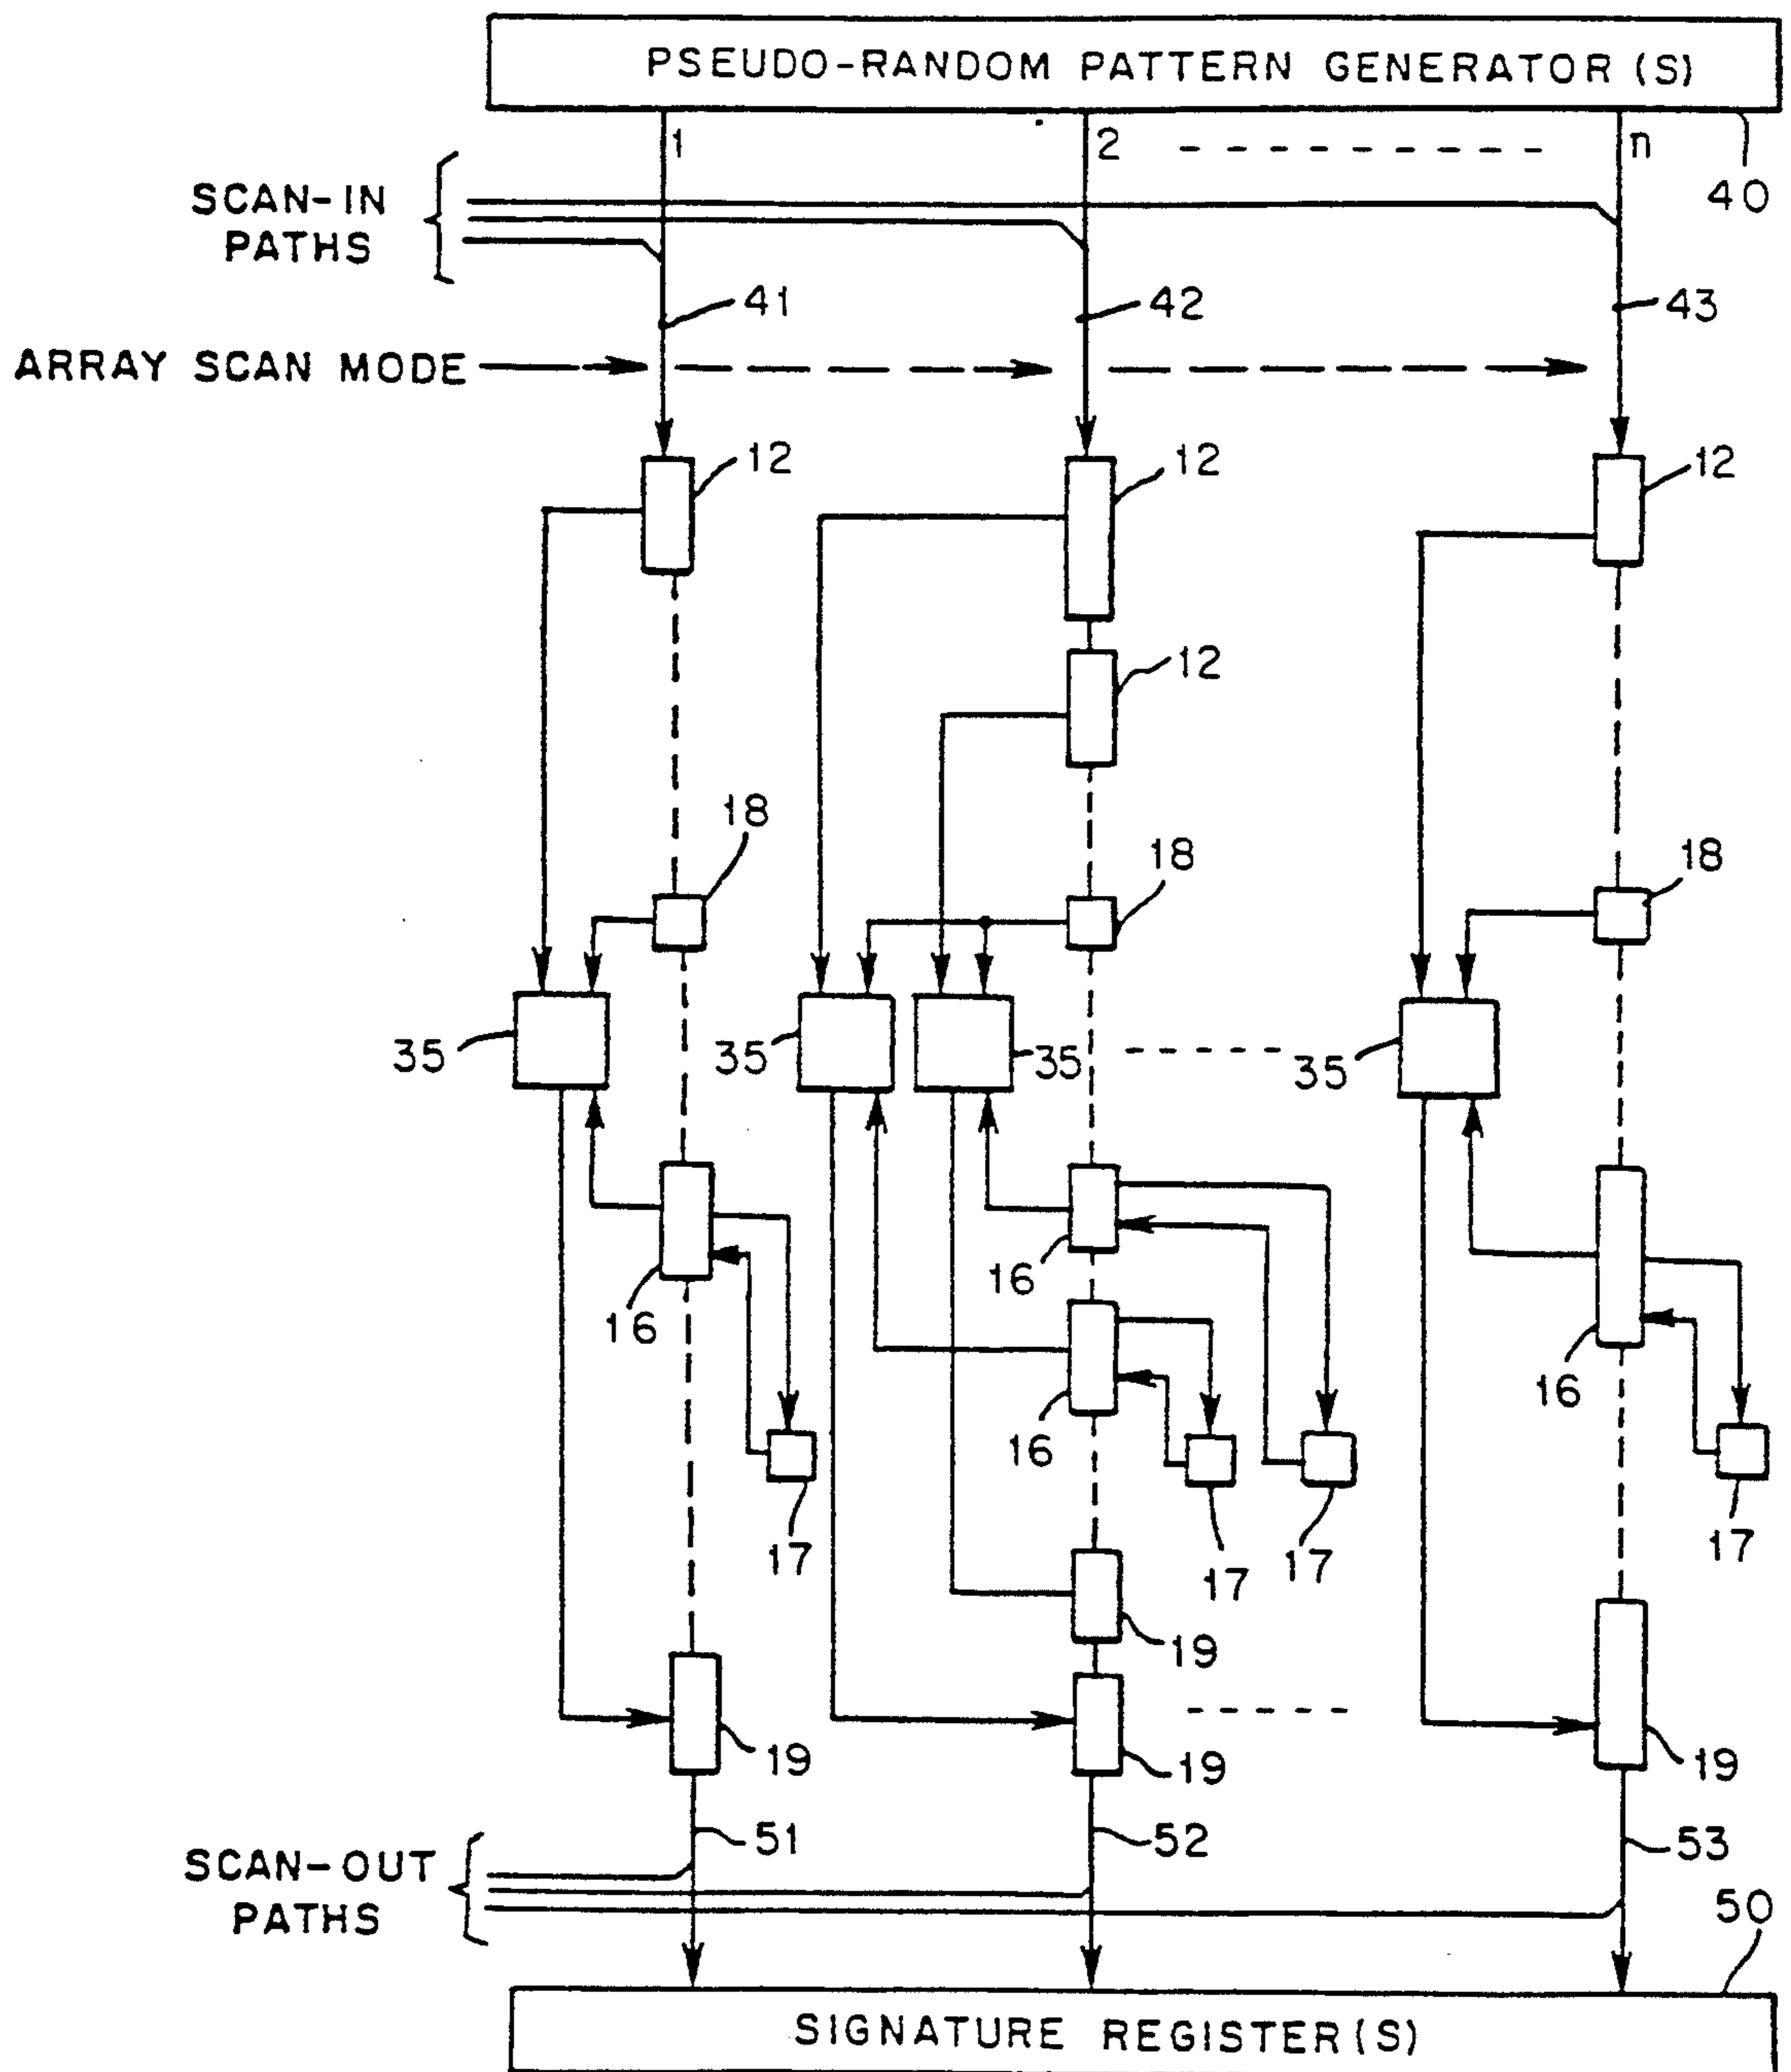 PSEUDO-RANDOM PATTERN GENERATOR(S)
1 2 n
40
SCAN-IN
PATHS
41 42 43
ARRAY SCAN MODE
12 12 12
12
18 18 18
35 35 35 35
16 16 16
16
17 17 17 17
19
19 19 19
51 52 53
SCAN-OUT
PATHS
50
SIGNATURE REGISTER(S)